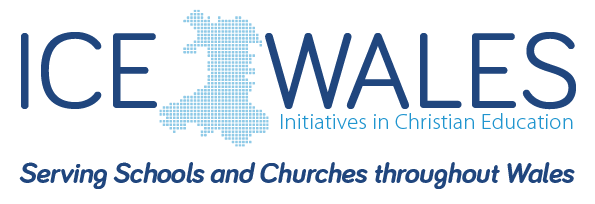 ICE WALES
Initiatives in Christian Education
Serving Schools and Churches throughout Wales